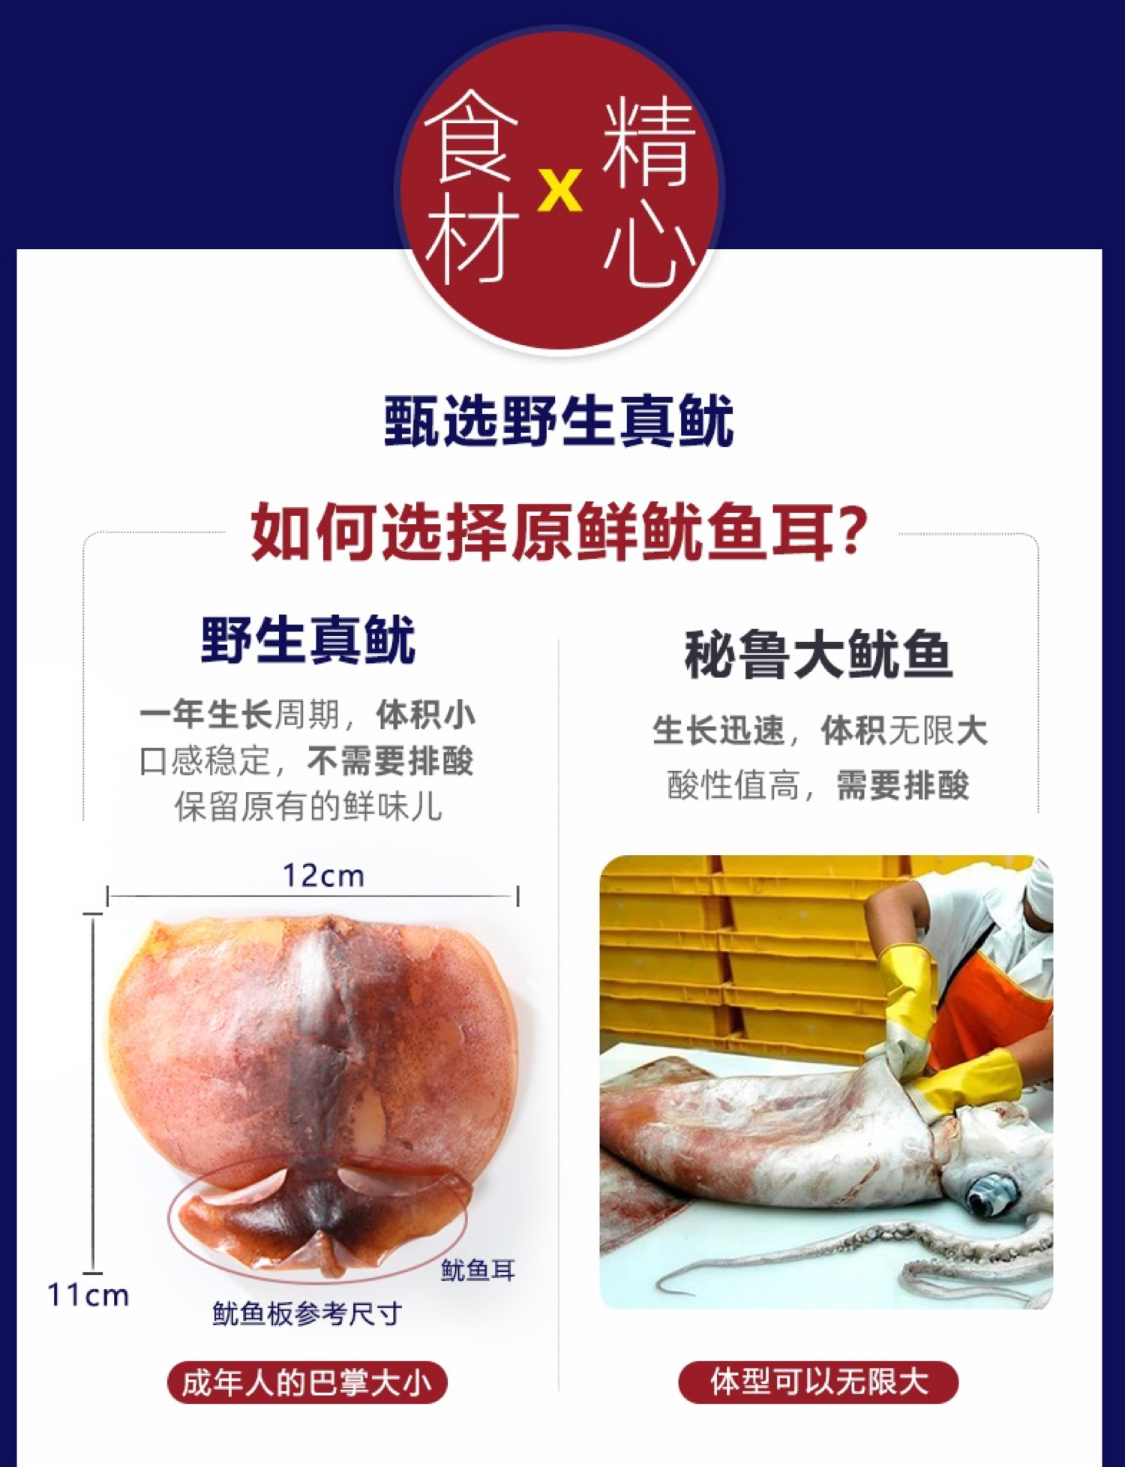 食材 x 精心
甄选野生真鱿
如何选择原鲜鱿鱼耳？
野生真鱿
一年生长周期，体积小
口感稳定，不需要排酸
保留原有的鲜味儿
12cm
11cm
鱿鱼耳
鱿鱼板参考尺寸
成年人的巴掌大小
秘鲁大鱿鱼
生长迅速，体积无限大
酸性值高，需要排酸
体型可以无限大